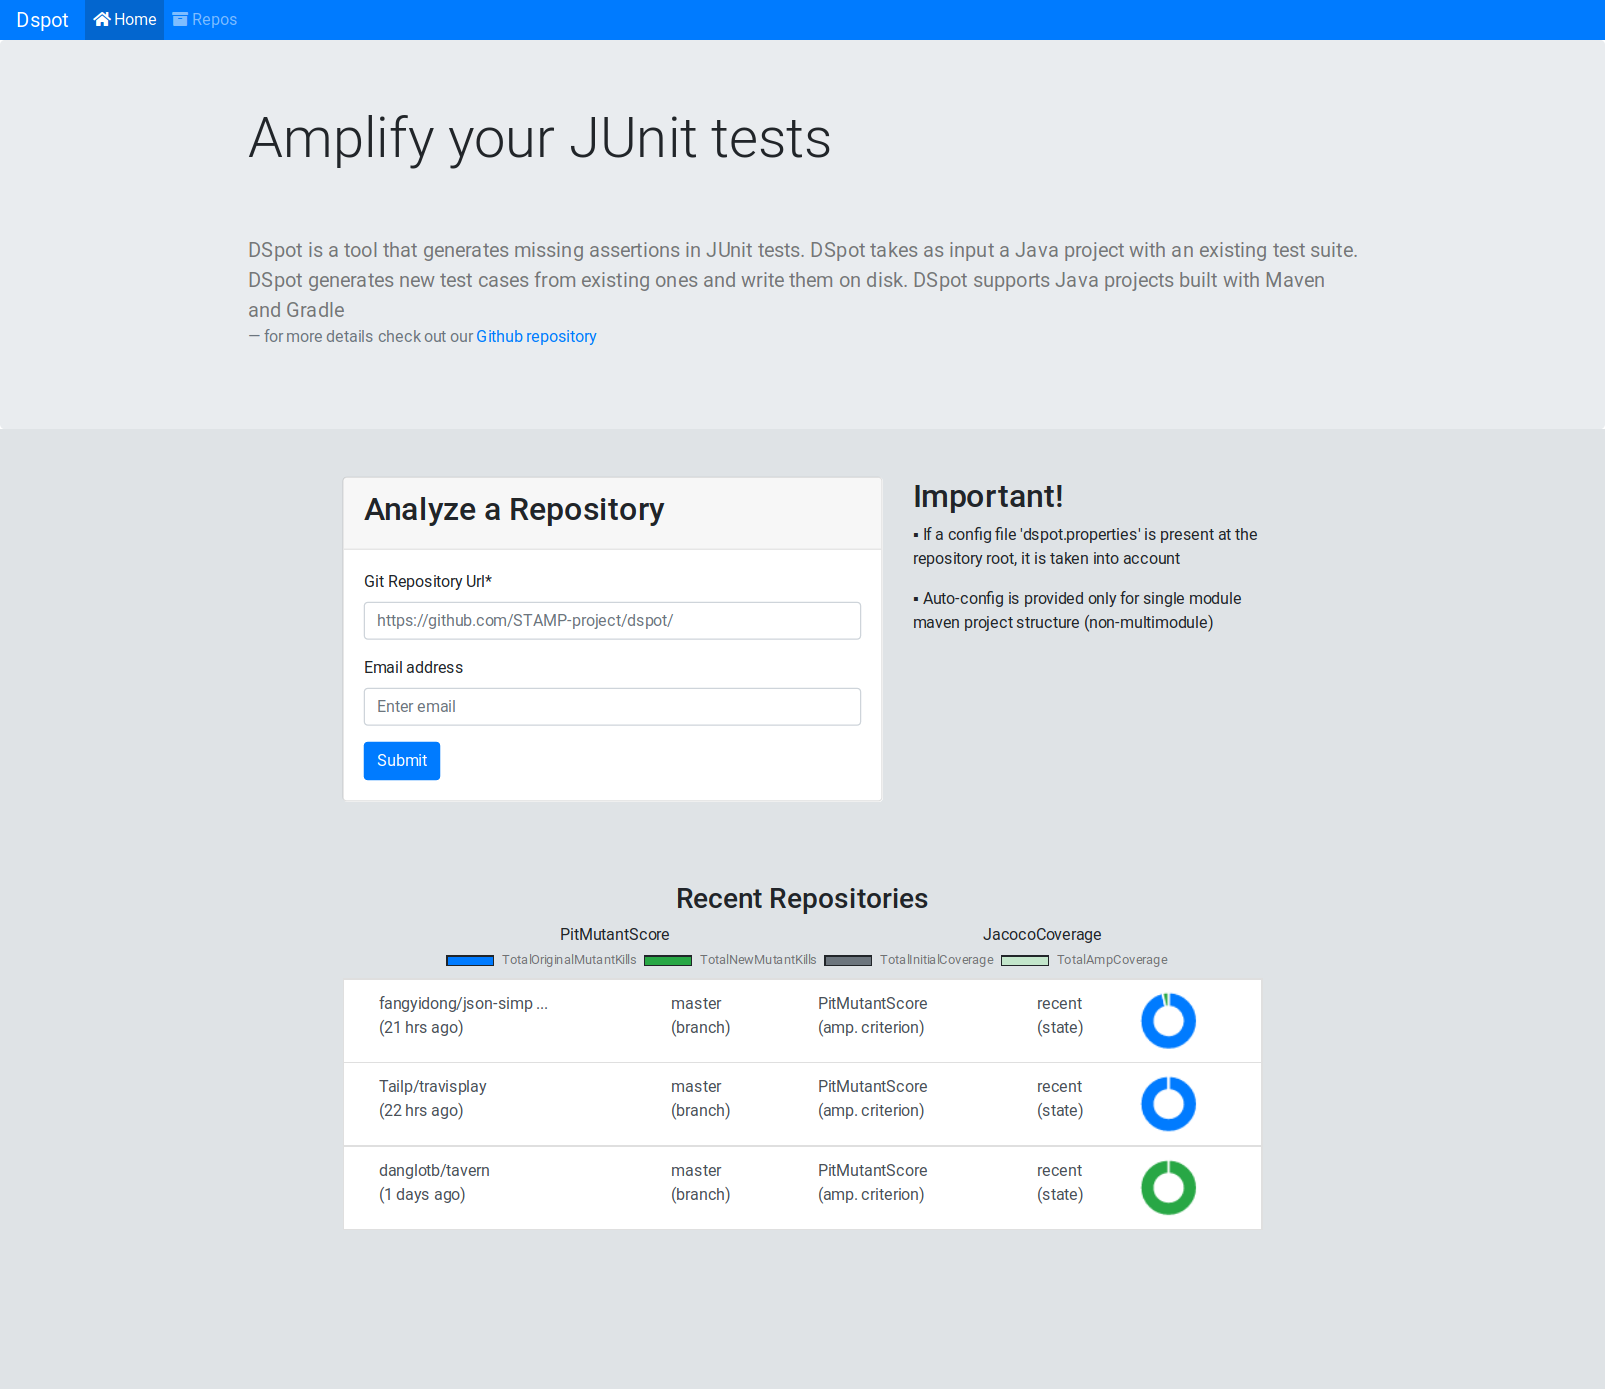 Dspot Home Repos
Amplify your JUnit tests
DSpot is a tool that generates missing assertions in JUnit tests. DSpot takes as input a Java project with an existing test suite.
DSpot generates new test cases from existing ones and write them on disk. DSpot supports Java projects built with Maven
and Gradle
— for more details check out our Github repository
Analyze a Repository
Git Repository Url*
https://github.com/STAMP-project/dspot/
Email address
Enter email
Submit
Important!
▪ If a config file 'dspot.properties' is present at the
repository root, it is taken into account
▪ Auto-config is provided only for single module
maven project structure (non-multimodule)
Recent Repositories
PitMutantScore JacocoCoverage
TotalOriginalMutantKills TotalNewMutantKills TotalInitialCoverage TotalAmpCoverage
fangyidong/json-simp ... master PitMutantScore recent
(21 hrs ago) (branch) (amp. criterion) (state)
Tailp/travisplay master PitMutantScore recent
(22 hrs ago) (branch) (amp. criterion) (state)
danglotb/tavern master PitMutantScore recent
(1 days ago) (branch) (amp. criterion) (state)